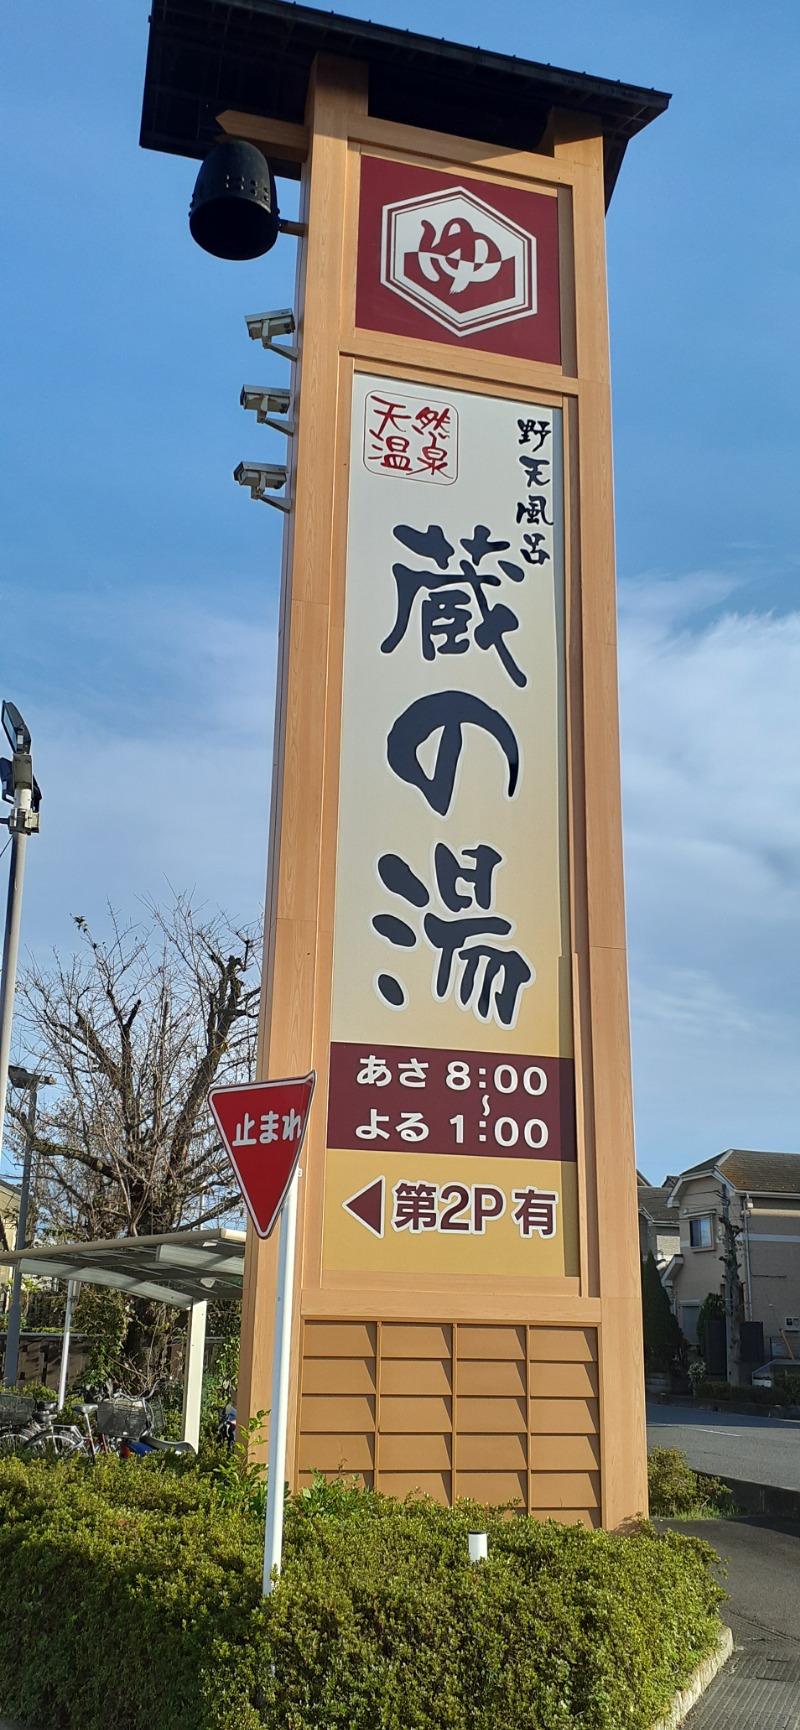 ゆ
天然
温泉
野天風呂
蔵の湯
あさ 8:00
〜
よる 1:00
◀第2P有
止まれ